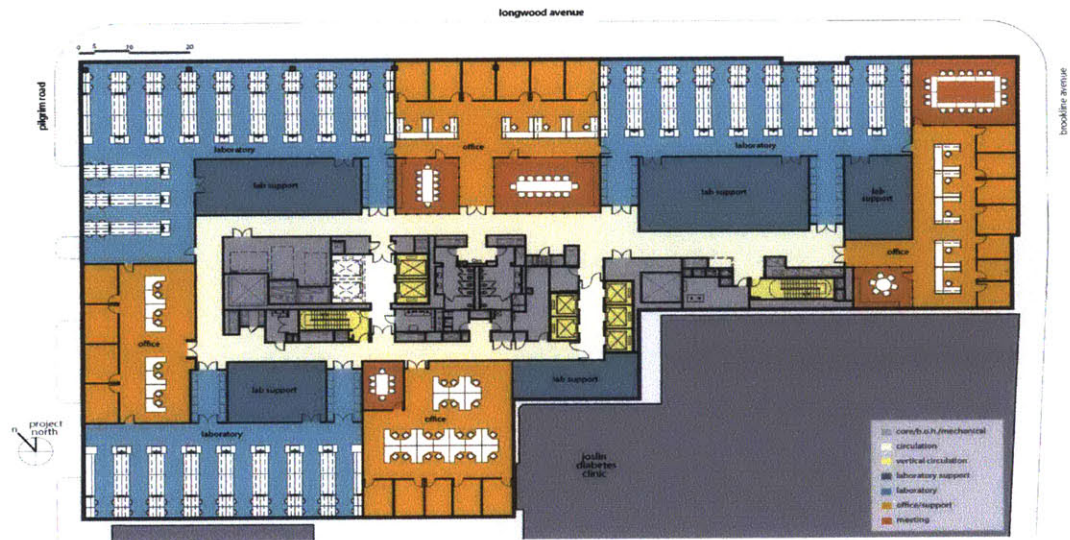 longwood avenue
0 5 10 20
pilgrim road
brookline avenue
laboratory
office
laboratory
lab support
lab support
lab
support
office
office
lab support
lab support
office
laboratory
n
project
north
joslin
diabetes
clinic
core/b.o.h./mechanical
circulation
vertical circulation
laboratory support
laboratory
office/support
meeting